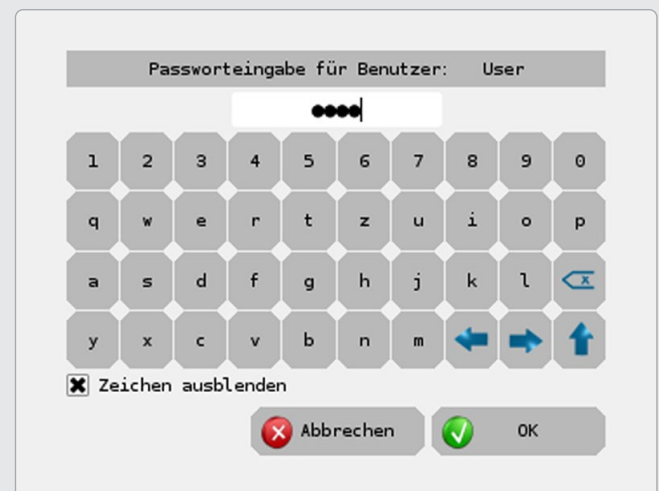 Passworteingabe für Benutzer: User
●●●●
1 2 3 4 5 6 7 8 9 0
q w e r t z u i o p
a s d f g h j k l x
y x c v b n m
Zeichen ausblenden
Abbrechen OK